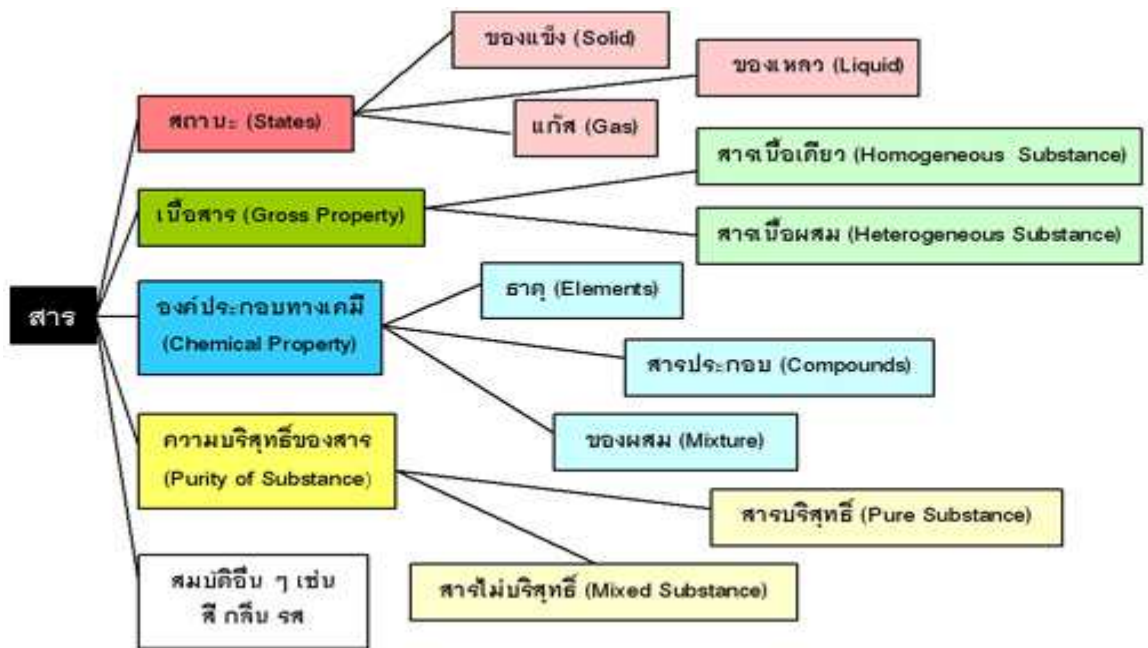 ของแข็ง (Solid)
ของเหลว (Liquid)
สถานะ (States)
แก๊ส (Gas)
สารเนื้อเดียว (Homogeneous Substance)
เนื้อสาร (Gross Property)
สารเนื้อผสม (Heterogeneous Substance)
ธาตุ (Elements)
สาร
องค์ประกอบทางเคมี
(Chemical Property)
สารประกอบ (Compounds)
ของผสม (Mixture)
ความบริสุทธิ์ของสาร
(Purity of Substance)
สารบริสุทธิ์ (Pure Substance)
สารไม่บริสุทธิ์ (Mixed Substance)
สมบัติอื่น ๆ เช่น
สี กลิ่น รส